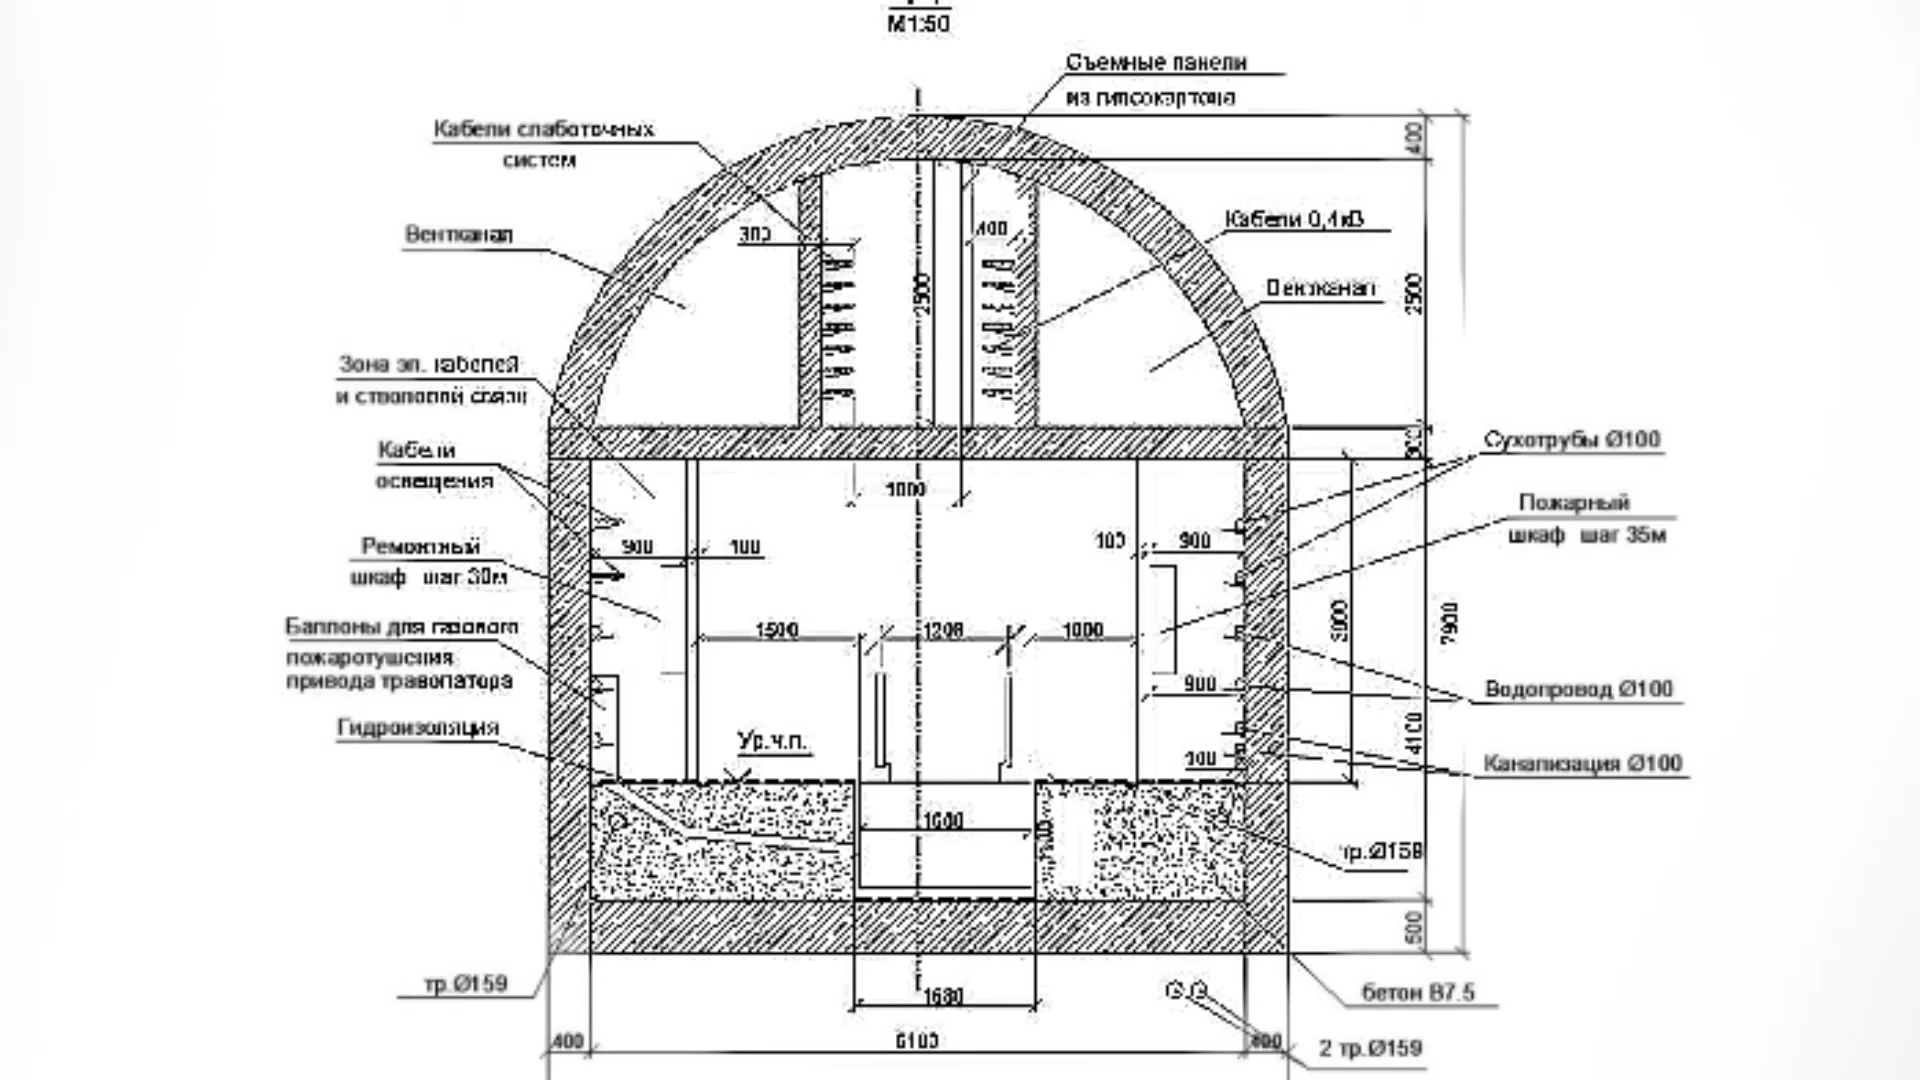 М1:50
Съемные панели
из гипсокартона
Кабели слаботочных
систем
400
Вентканал
300
400
Кабели 0,4кВ
Вентканал
2500
2500
Зона эл. кабелей
и стволовой связи
Кабели
освещения
300
Сухотрубы Ø100
1000
Пожарный
шкаф шаг 35м
Ремонтный
шкаф шаг 30м
900
100
100
900
Баллоны для газового
пожаротушения
привода траволатора
1500
1200
1000
3000
7900
900
Водопровод Ø100
Гидроизоляция
Ур.ч.п.
4100
Канализация Ø100
1600
тр.Ø159
500
тр.Ø159
1680
бетон В7.5
400
6100
400
2 тр.Ø159